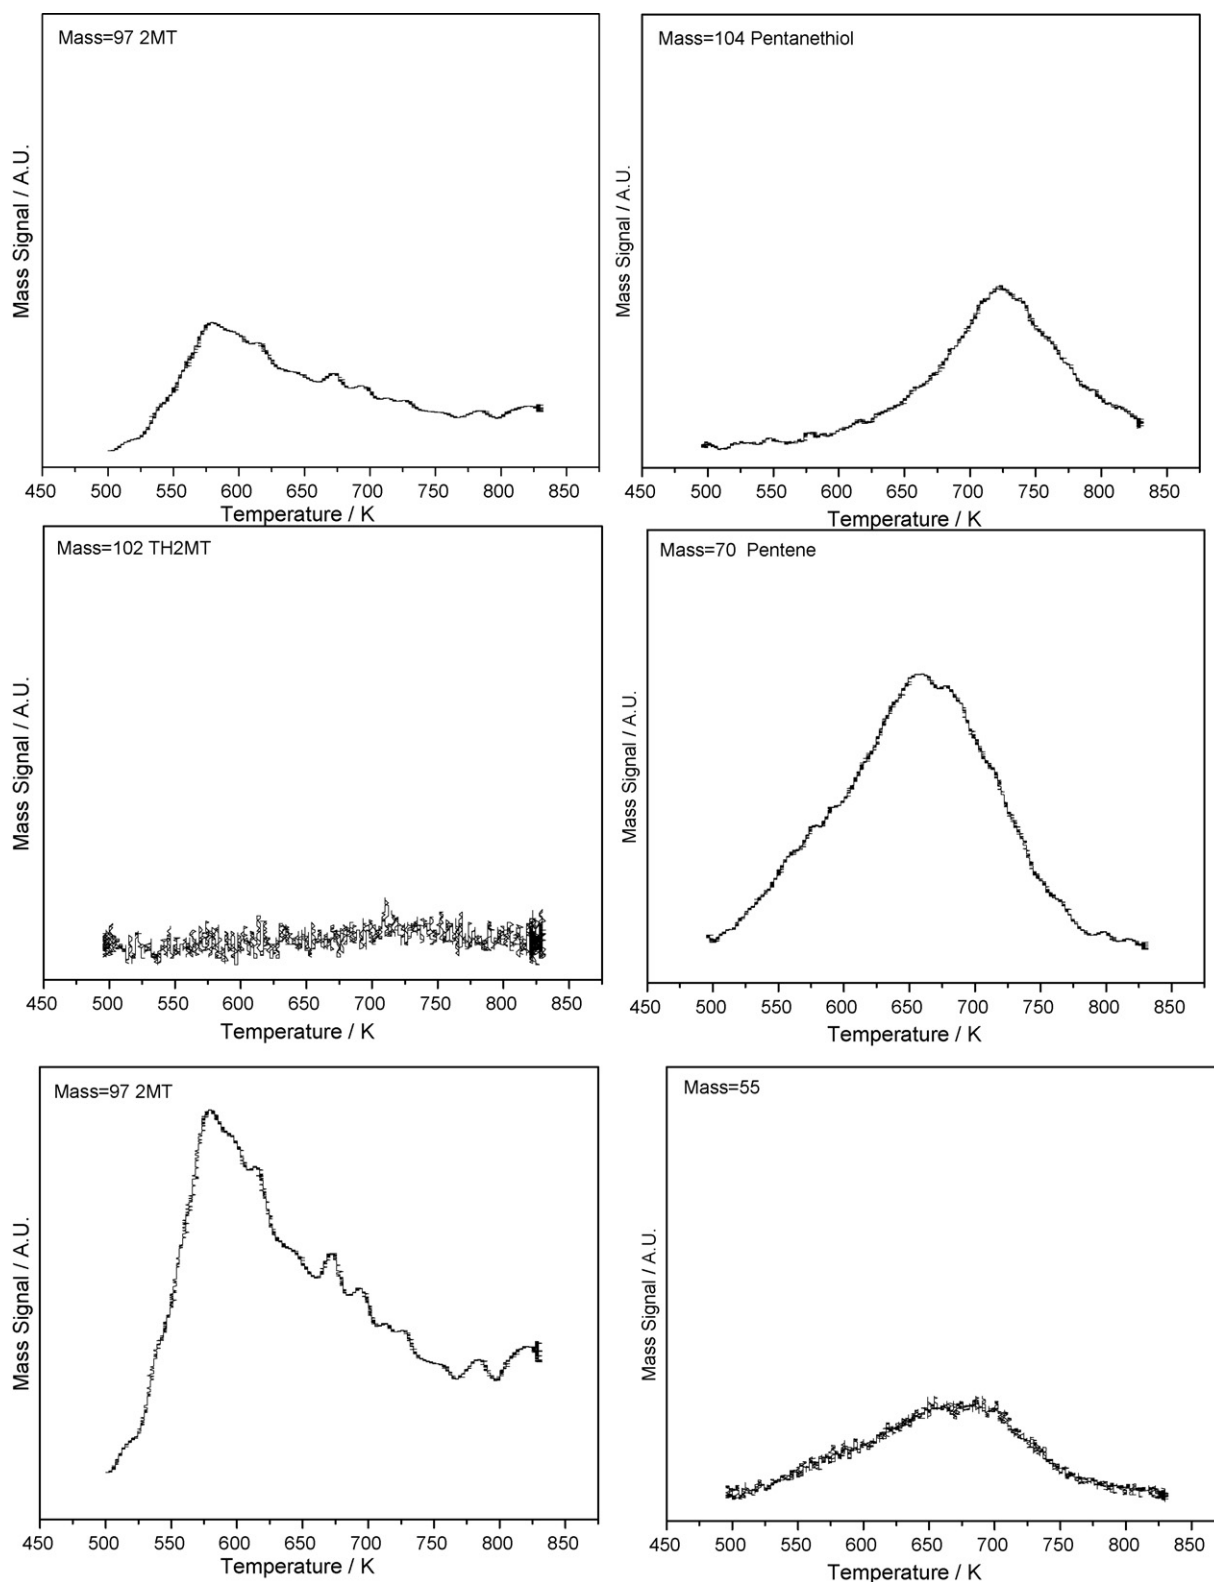 Mass=97 2MT
Mass Signal / A.U.
450 500 550 600 650 700 750 800 850
Temperature / K
Mass=104 Pentanethiol
Mass Signal / A.U.
450 500 550 600 650 700 750 800 850
Temperature / K
Mass=102 TH2MT
Mass Signal / A.U.
450 500 550 600 650 700 750 800 850
Temperature / K
Mass=70 Pentene
Mass Signal / A.U.
450 500 550 600 650 700 750 800 850
Temperature / K
Mass=97 2MT
Mass Signal / A.U.
450 500 550 600 650 700 750 800 850
Temperature / K
Mass=55
Mass Signal / A.U.
450 500 550 600 650 700 750 800 850
Temperature / K